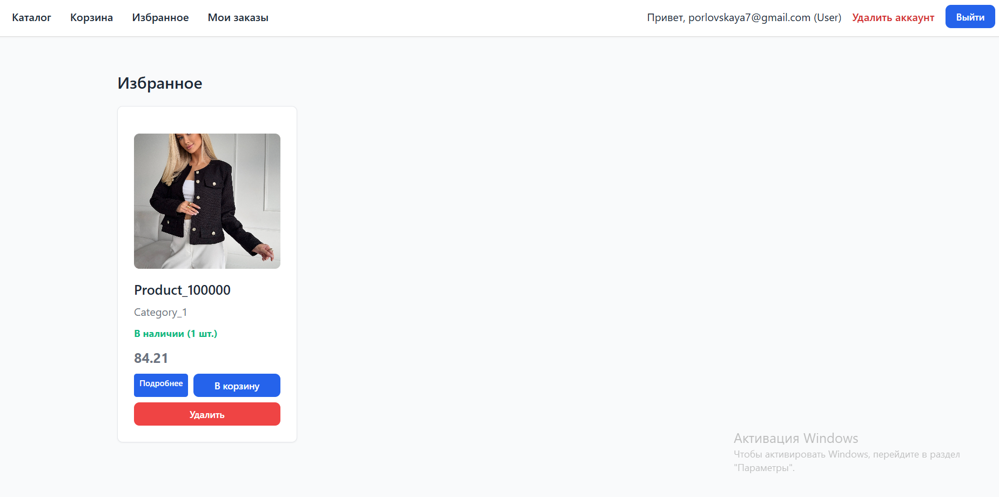 Каталог Корзина Избранное Мои заказы Привет, porlovskaya7@gmail.com (User) Удалить аккаунт Выйти
Избранное
Product_100000
Category_1
В наличии (1 шт.)
84.21
Подробнее В корзину
Удалить
Активация Windows
Чтобы активировать Windows, перейдите в раздел
"Параметры".